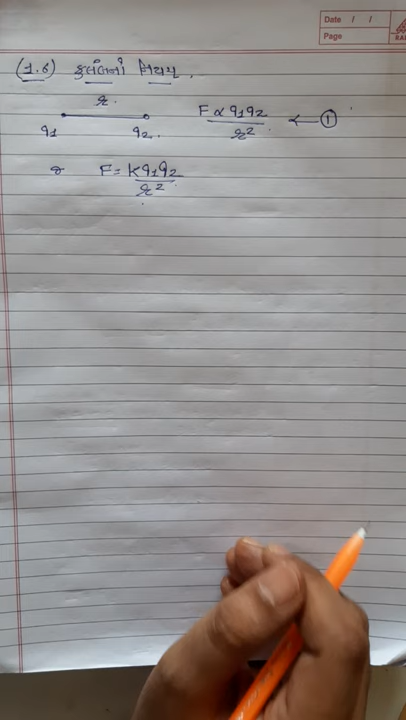 Date / /
Page
(1.6) કુલંબનો નિયમ.
r.
q1 q2.
F ∝ q1q2 / r² ← ①
⇒ F = Kq1q2 / r²